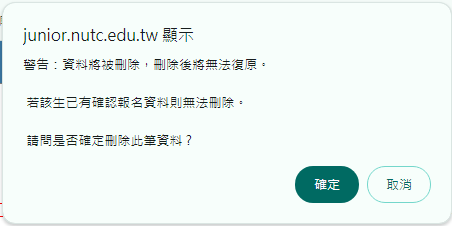 junior.nutc.edu.tw 顯示
警告：資料將被刪除，刪除後將無法復原。
若該生已有確認報名資料則無法刪除。
請問是否確定刪除此筆資料？
確定
取消